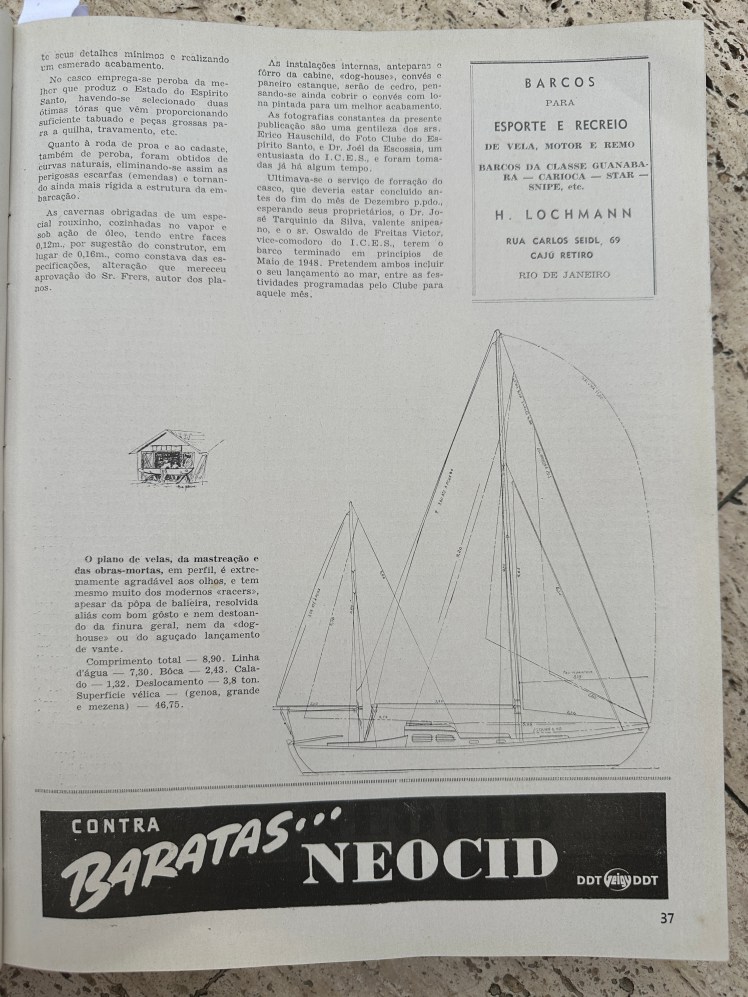 te seus detalhes mínimos e realizando
um esmerado acabamento.
No casco emprega-se peroba da me-
lhor que produz o Estado do Espírito
Santo, havendo-se selecionado duas
ótimas tóras que vêm proporcionando
suficiente tabuado e peças grossas pa-
ra a quilha, travamento, etc.
Quanto à roda de proa e ao cadaste,
também de peroba, foram obtidos de
curvas naturais, eliminando-se assim as
perigosas escarfas (emendas) e tornan-
do ainda mais rígida a estrutura da em-
barcação.
As cavernas obrigadas de um espe-
cial rouxinho, cozinhadas no vapor e
sob ação de óleo, tendo entre faces
0,12m., por sugestão do construtor, em
lugar de 0,16m., como constava das es-
pecificações, alteração que mereceu
aprovação do Sr. Frers, autor dos pla-
nos.
As instalações internas, anteparas e
fôrro da cabine, «dog-house», convés e
paneiro estanque, serão de cedro, pen-
sando-se ainda cobrir o convés com lo-
na pintada para um melhor acabamento.
As fotografias constantes da presente
publicação são uma gentileza dos srs.
Erico Hauschild, do Foto Clube do Es-
pírito Santo, e Dr. Joél da Escossia, um
entusiasta do I.C.E.S., e foram toma-
das já há algum tempo.
Ultimava-se o serviço de forração do
casco, que deveria estar concluido an-
tes do fim do mês de Dezembro p.pdo.,
esperando seus proprietários, o Dr. Jo-
sé Tarquinio da Silva, valente snipea-
no, e o sr. Oswaldo de Freitas Victor,
vice-comodoro do I.C.E.S., terem o
barco terminado em princípios de
Maio de 1948. Pretendem ambos incluir
o seu lançamento ao mar, entre as fes-
tividades programadas pelo Clube para
aquele mês.
BARCOS
PARA
ESPORTE E RECREIO
DE VELA, MOTOR E REMO
BARCOS DA CLASSE GUANABA-
RA — CARIOCA — STAR —
SNIPE, etc.
H. LOCHMANN
RUA CARLOS SEIDL, 69
CAJÚ RETIRO
RIO DE JANEIRO
O plano de velas, da mastreação e
das obras-mortas, em perfil, é extre-
mamente agradável aos olhos, e tem
mesmo muito dos modernos «racers»,
apesar da pôpa de balieira, resolvida
aliás com bom gôsto e nem destoan-
do da finura geral, nem da «dog-
house» ou do aguçado lançamento
de vante.
Comprimento total — 8,90. Linha
d'água — 7,30. Bôca — 2,43. Cala-
do — 1,32. Deslocamento — 3,8 ton.
Superfície vélica — (genoa, grande
e mezena) — 46,75.
CONTRA
BARATAS...
NEOCID
DDT Geigy DDT
37